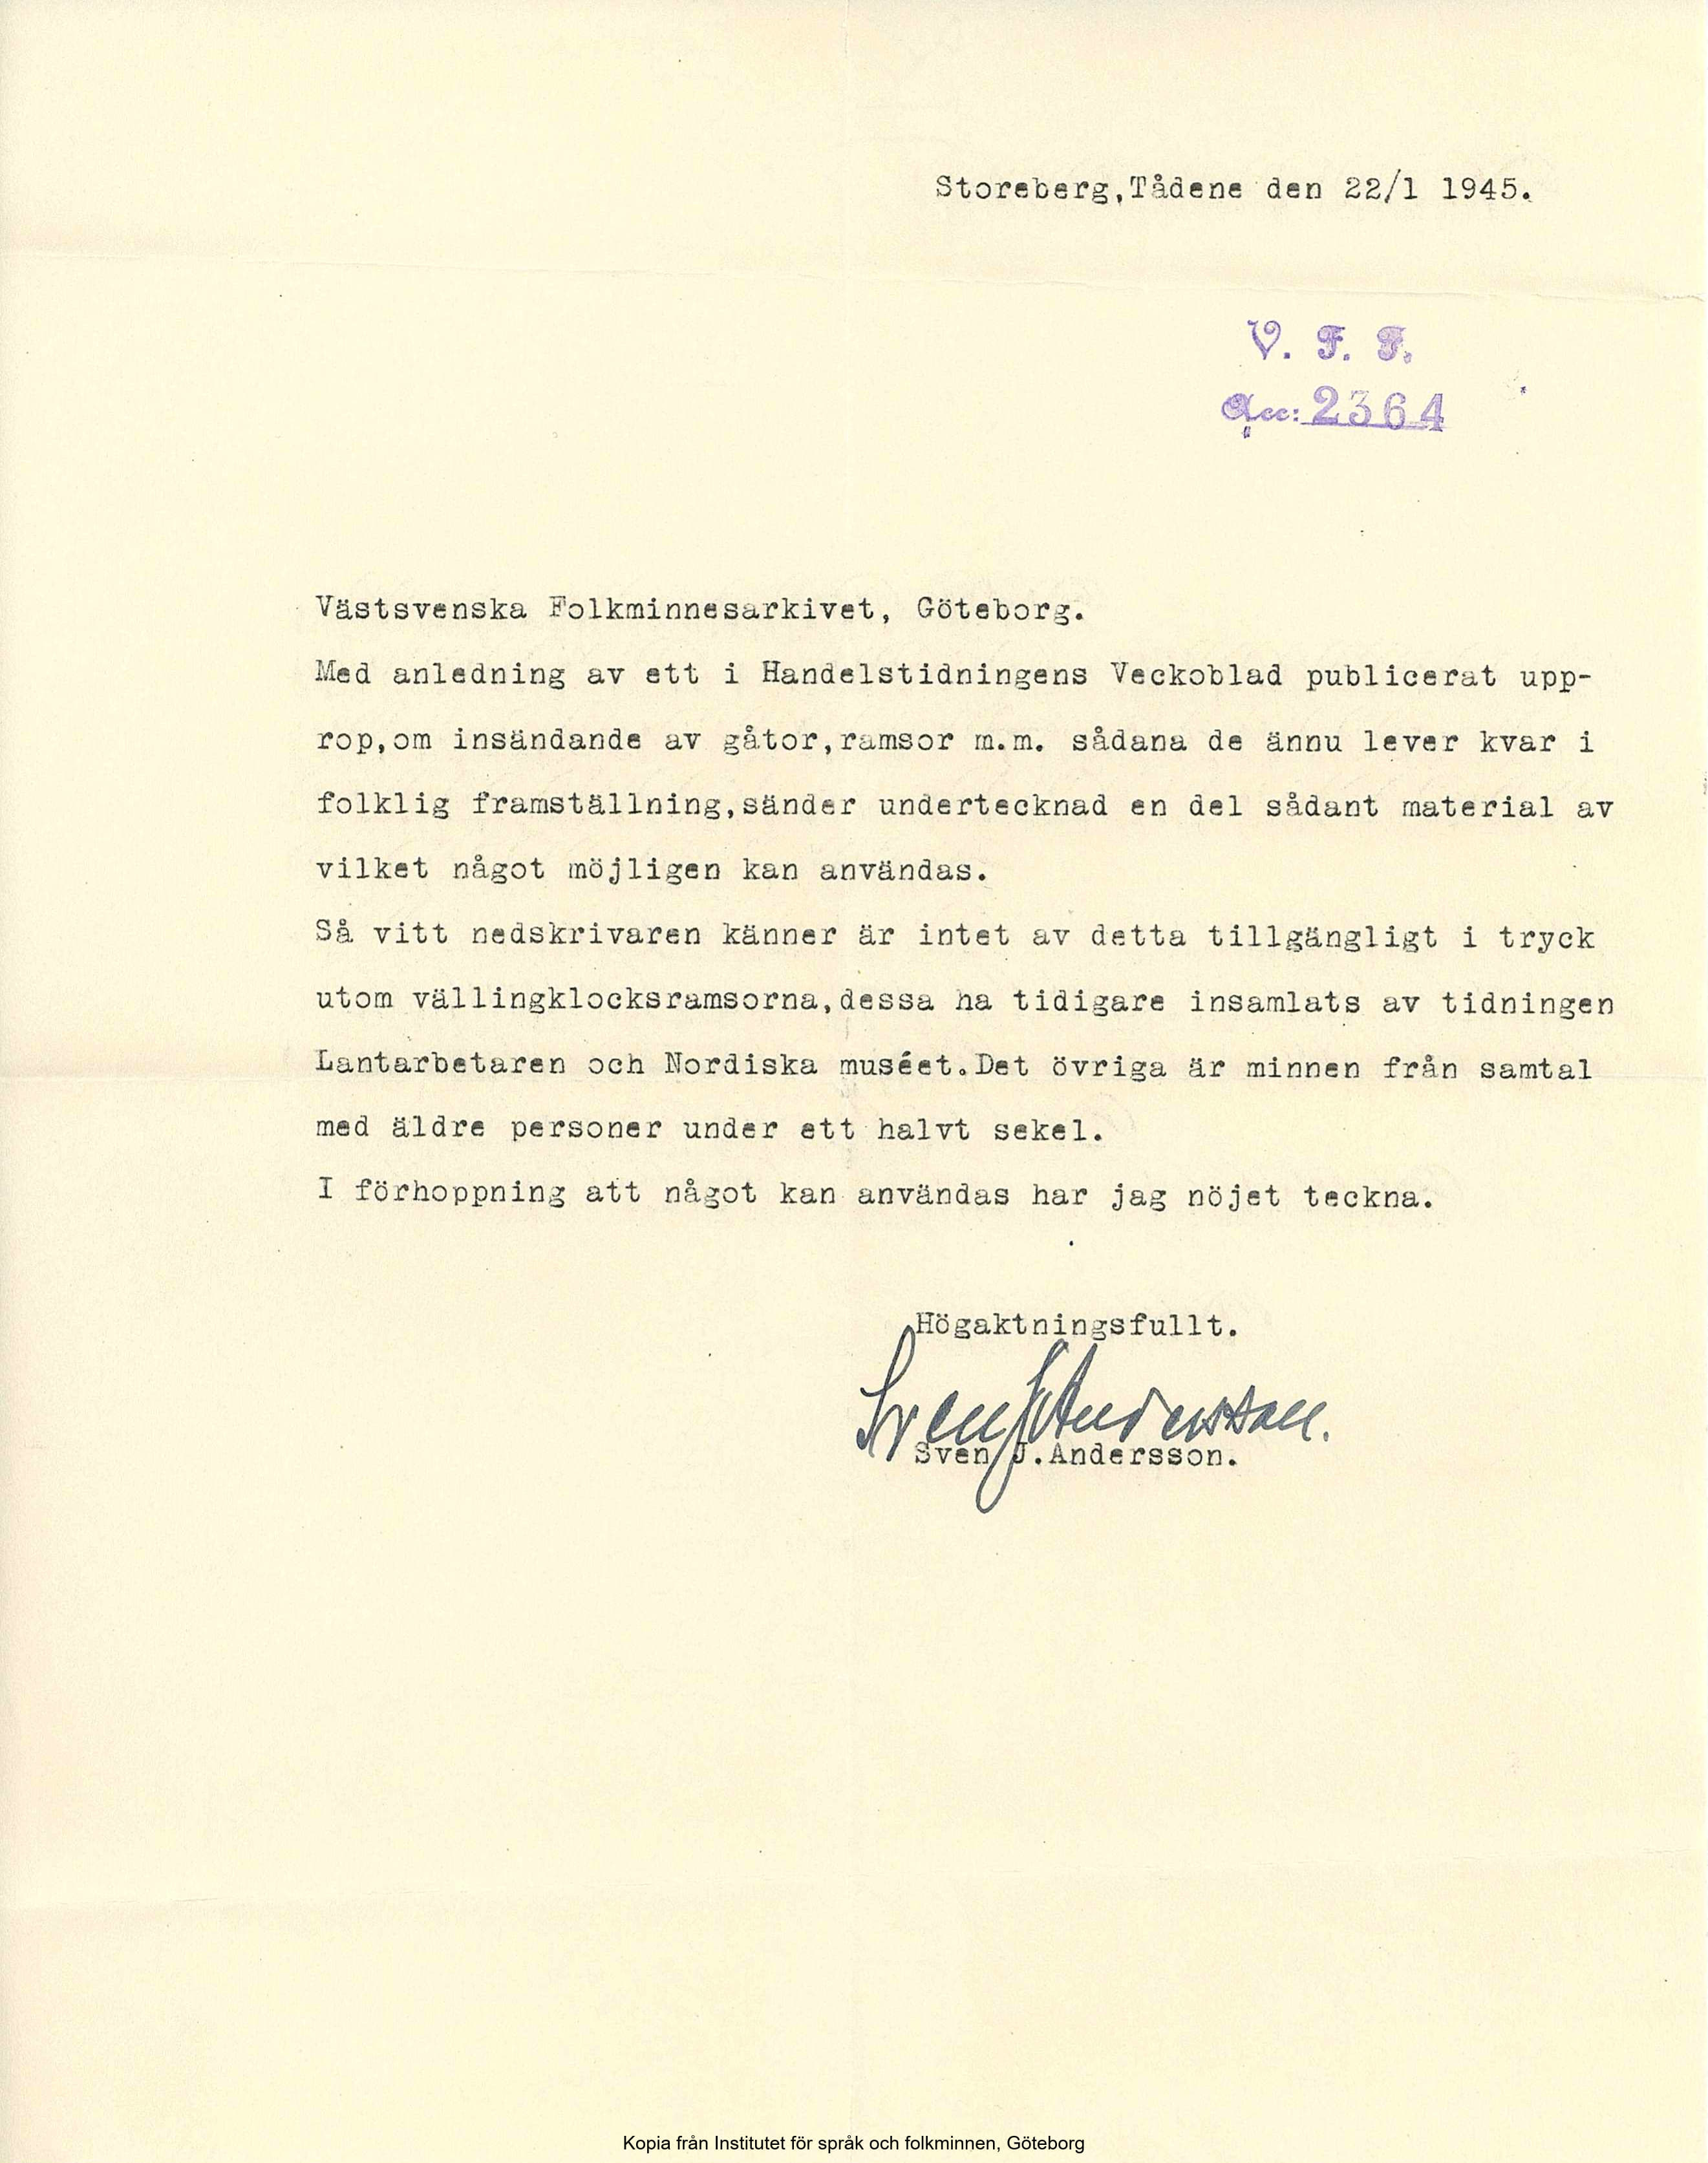 Storeberg,Tådene den 22/1 1945.
V. F. F.
Acc: 2364
Västsvenska Folkminnesarkivet, Göteborg.
Med anledning av ett i Handelstidningens Veckoblad publicerat upp-
rop,om insändande av gåtor,ramsor m.m. sådana de ännu lever kvar i
folklig framställning,sänder undertecknad en del sådant material av
vilket något möjligen kan användas.
Så vitt nedskrivaren känner är intet av detta tillgängligt i tryck
utom vällingklocksramsorna,dessa ha tidigare insamlats av tidningen
Lantarbetaren och Nordiska muséet.Det övriga är minnen från samtal
med äldre personer under ett halvt sekel.
I förhoppning att något kan användas har jag nöjet teckna.
Högaktningsfullt.
Sven J Andersson.
Sven J.Andersson.
Kopia från Institutet för språk och folkminnen, Göteborg